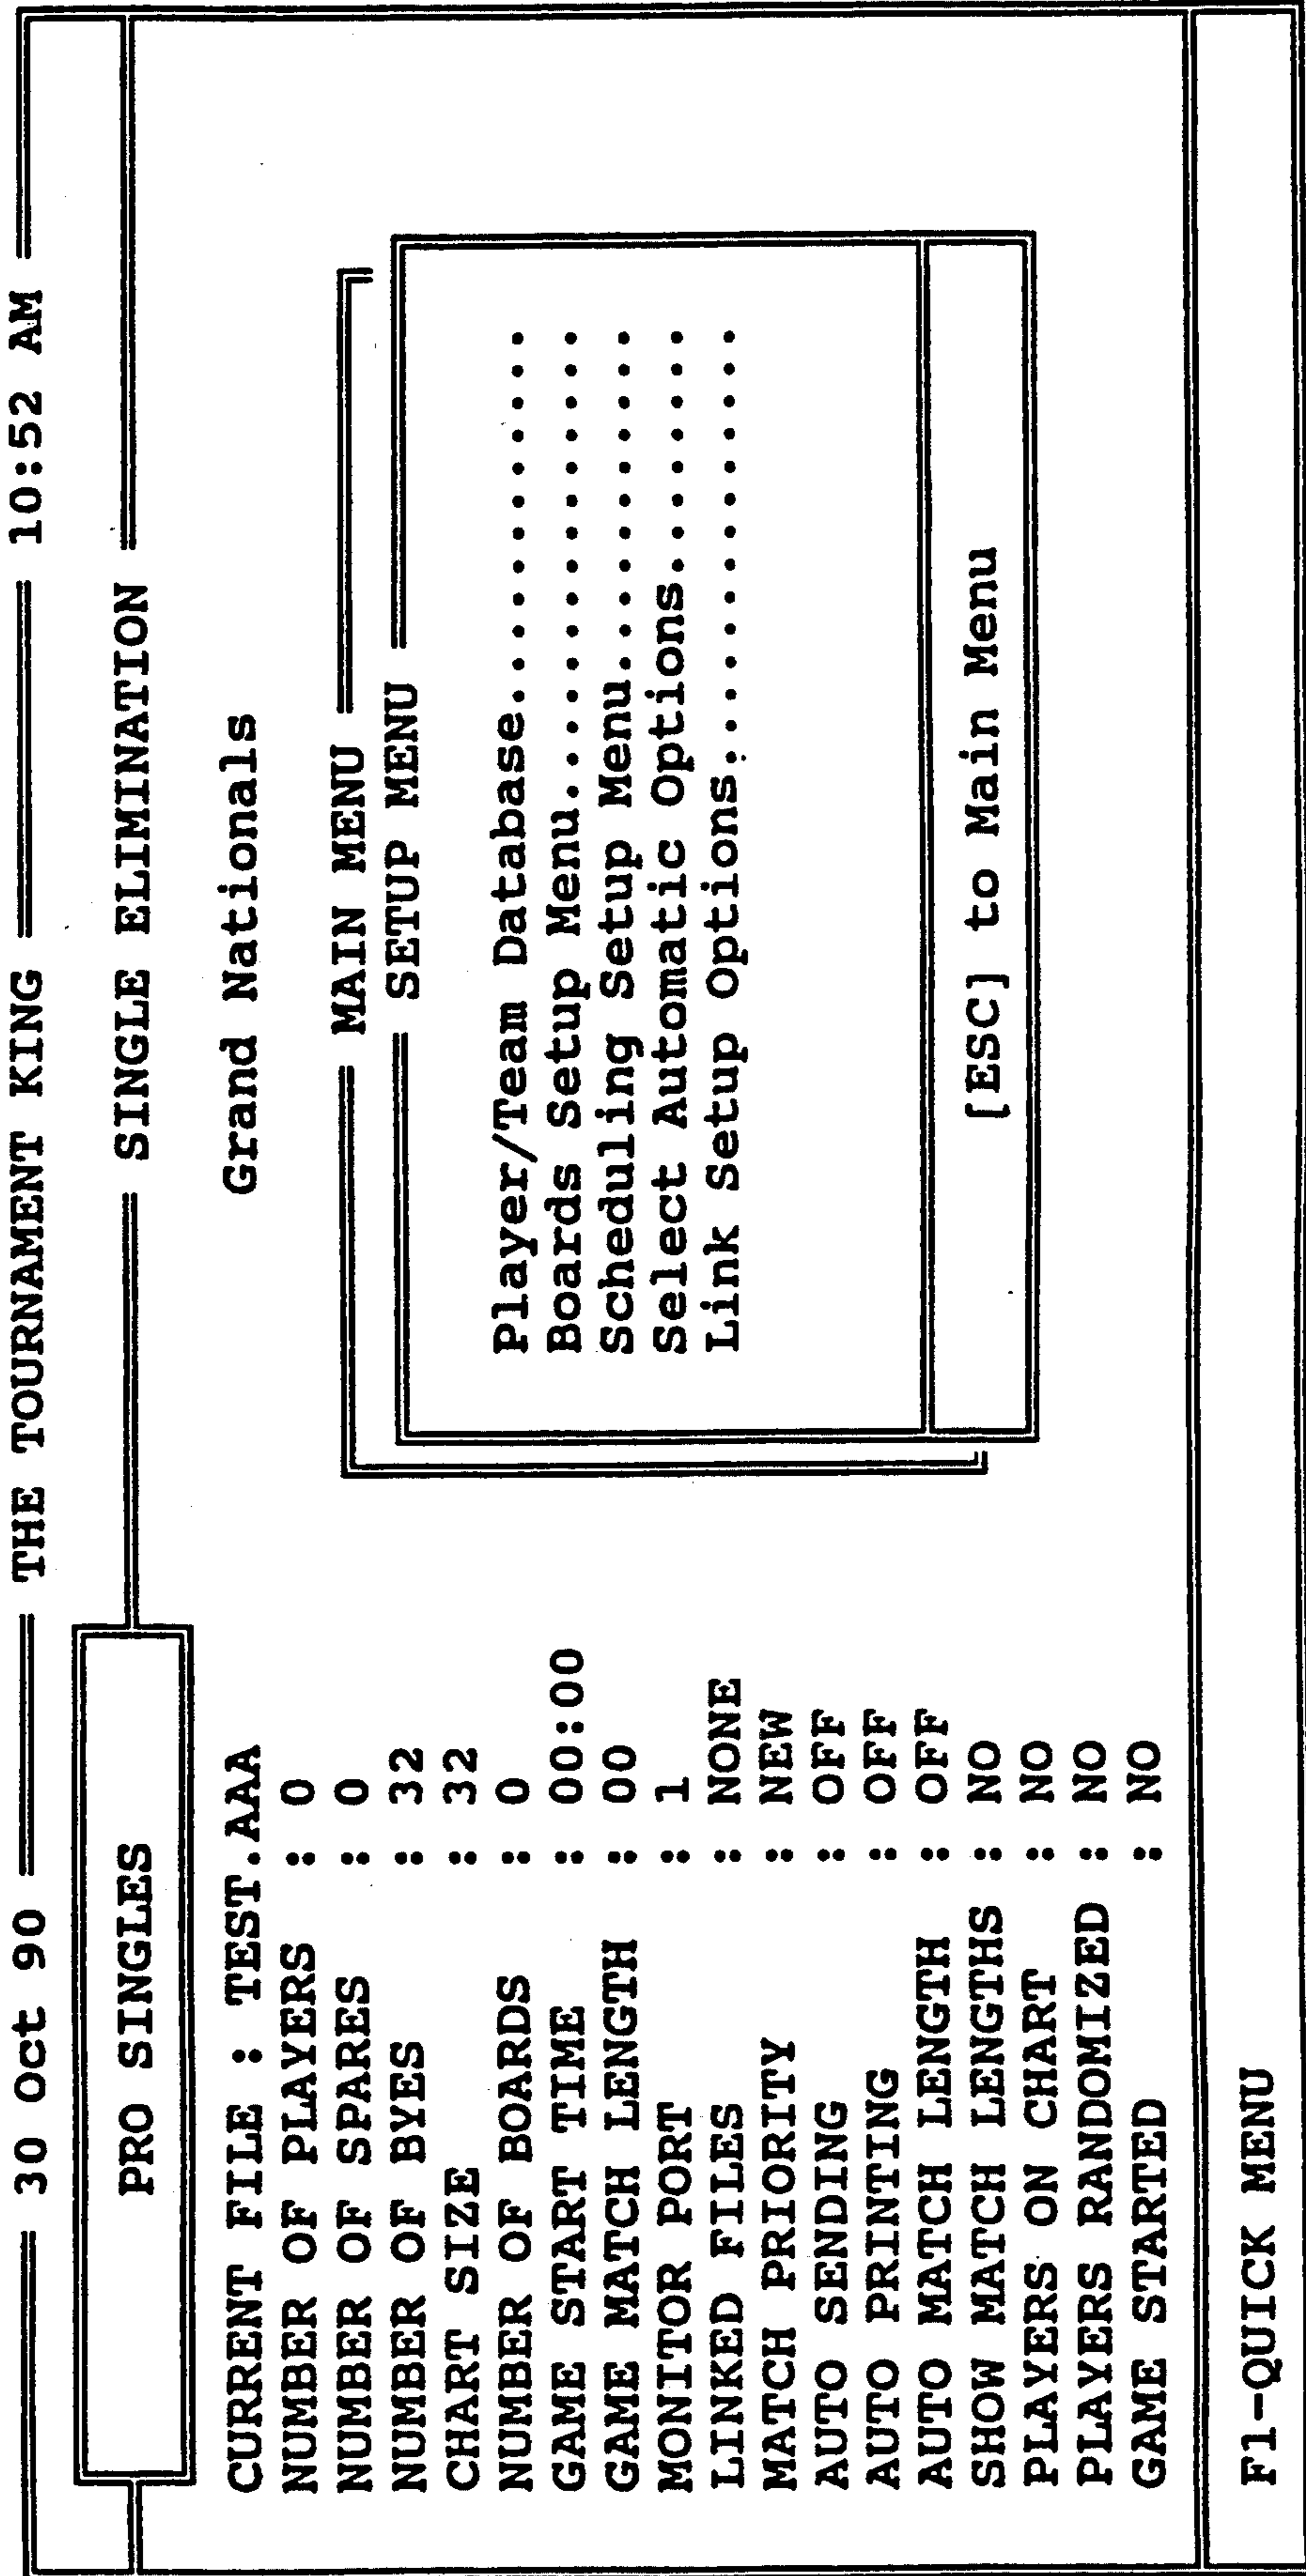 30 Oct 90 THE TOURNAMENT KING 10:52 AM
PRO SINGLES
SINGLE ELIMINATION
CURRENT FILE : TEST.AAA
NUMBER OF PLAYERS : 0
NUMBER OF SPARES : 0
NUMBER OF BYES : 32
CHART SIZE : 32
NUMBER OF BOARDS : 0
GAME START TIME : 00:00
GAME MATCH LENGTH : 00
MONITOR PORT : 1
LINKED FILES : NONE
MATCH PRIORITY : NEW
AUTO SENDING : OFF
AUTO PRINTING : OFF
AUTO MATCH LENGTH : OFF
SHOW MATCH LENGTHS : NO
PLAYERS ON CHART : NO
PLAYERS RANDOMIZED : NO
GAME STARTED : NO
Grand Nationals
MAIN MENU
SETUP MENU
Player/Team Database............
Boards Setup Menu...............
Scheduling Setup Menu...........
Select Automatic Options........
Link Setup Options..............
[ESC] to Main Menu
F1-QUICK MENU